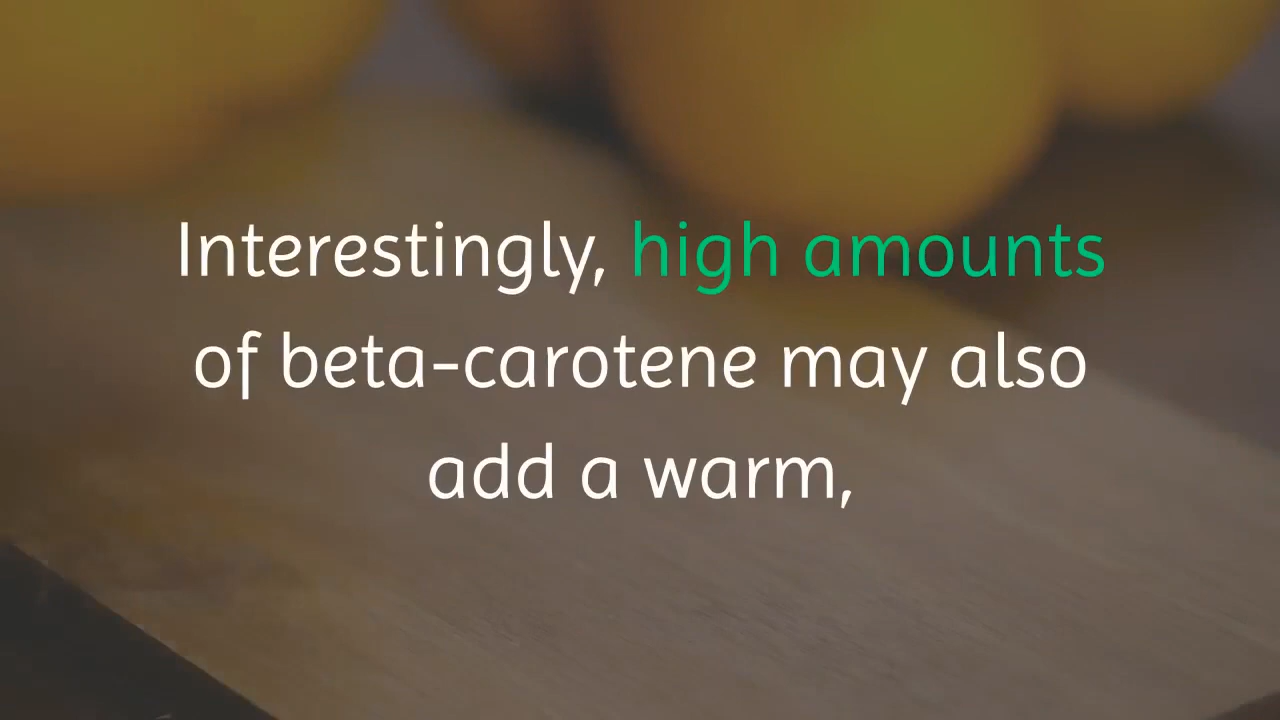 Interestingly, high amounts
of beta-carotene may also
add a warm,